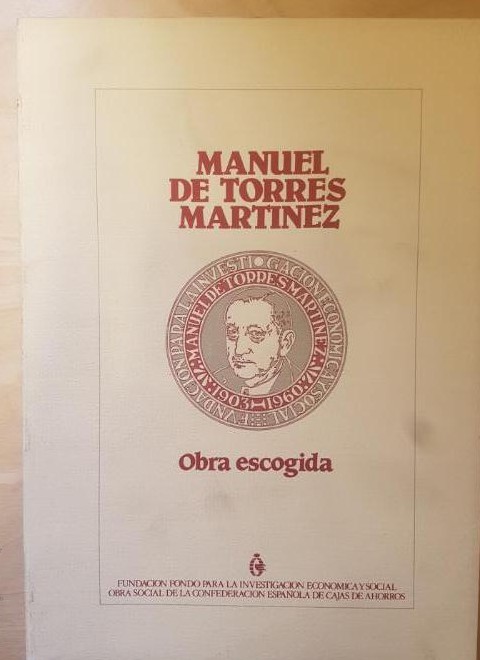 MANUEL
DE TORRES
MARTINEZ
FUNDACION PARA LA INVESTIGACION ECONOMICA Y SOCIAL
MANUEL DE TORRES MARTINEZ
1903-1960
Obra escogida
FUNDACION FONDO PARA LA INVESTIGACION ECONOMICA Y SOCIAL
OBRA SOCIAL DE LA CONFEDERACION ESPAÑOLA DE CAJAS DE AHORROS